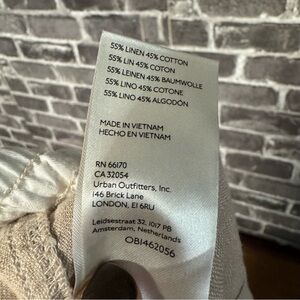 55% LINEN 45% COTTON
55% LIN 45% COTON
55% LEINEN 45% BAUMWOLLE
55% LINO 45% COTONE
55% LINO 45% ALGODÓN
MADE IN VIETNAM
HECHO EN VIETNAM
RN 66170
CA 32054
Urban Outfitters, Inc.
146 Brick Lane
LONDON, E1 6RU
Leidsestraat 32, 1017 PB
Amsterdam, Netherlands
OB1462056